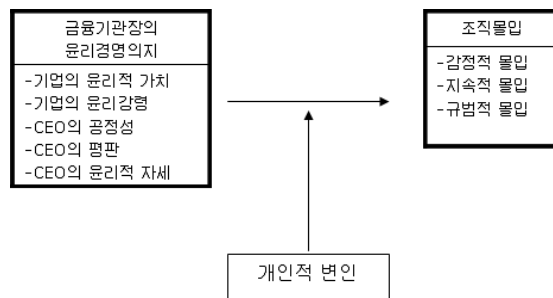 금융기관장의
윤리경영의지
-기업의 윤리적 가치
-기업의 윤리강령
-CEO의 공정성
-CEO의 평판
-CEO의 윤리적 자세
조직몰입
-감정적 몰입
-지속적 몰입
-규범적 몰입
개인적 변인